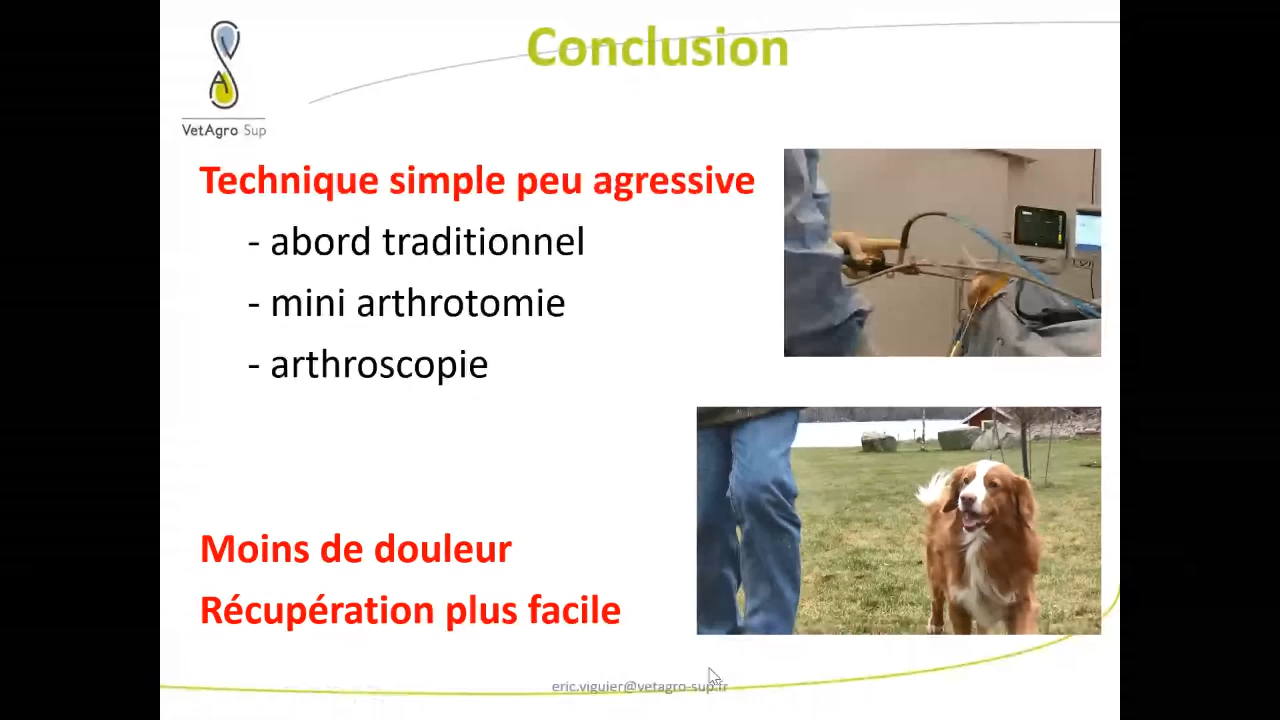 Conclusion
VetAgro Sup
Technique simple peu agressive
- abord traditionnel
- mini arthrotomie
- arthroscopie
Moins de douleur
Récupération plus facile
eric.viguier@vetagro-sup.fr